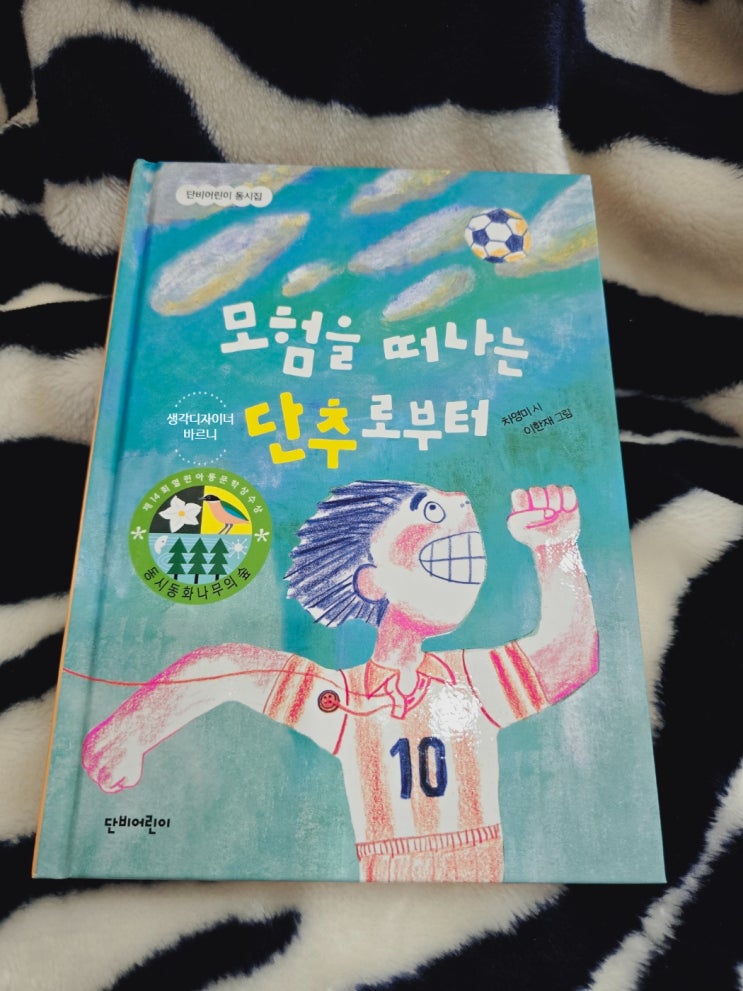 단비어린이 동시집
모험을 떠나는
단추로부터
차영미 시
이한재 그림
생각디자이너
바르니
제14회열린아동문학상수상
동시동화나무의 숲
10
단비어린이